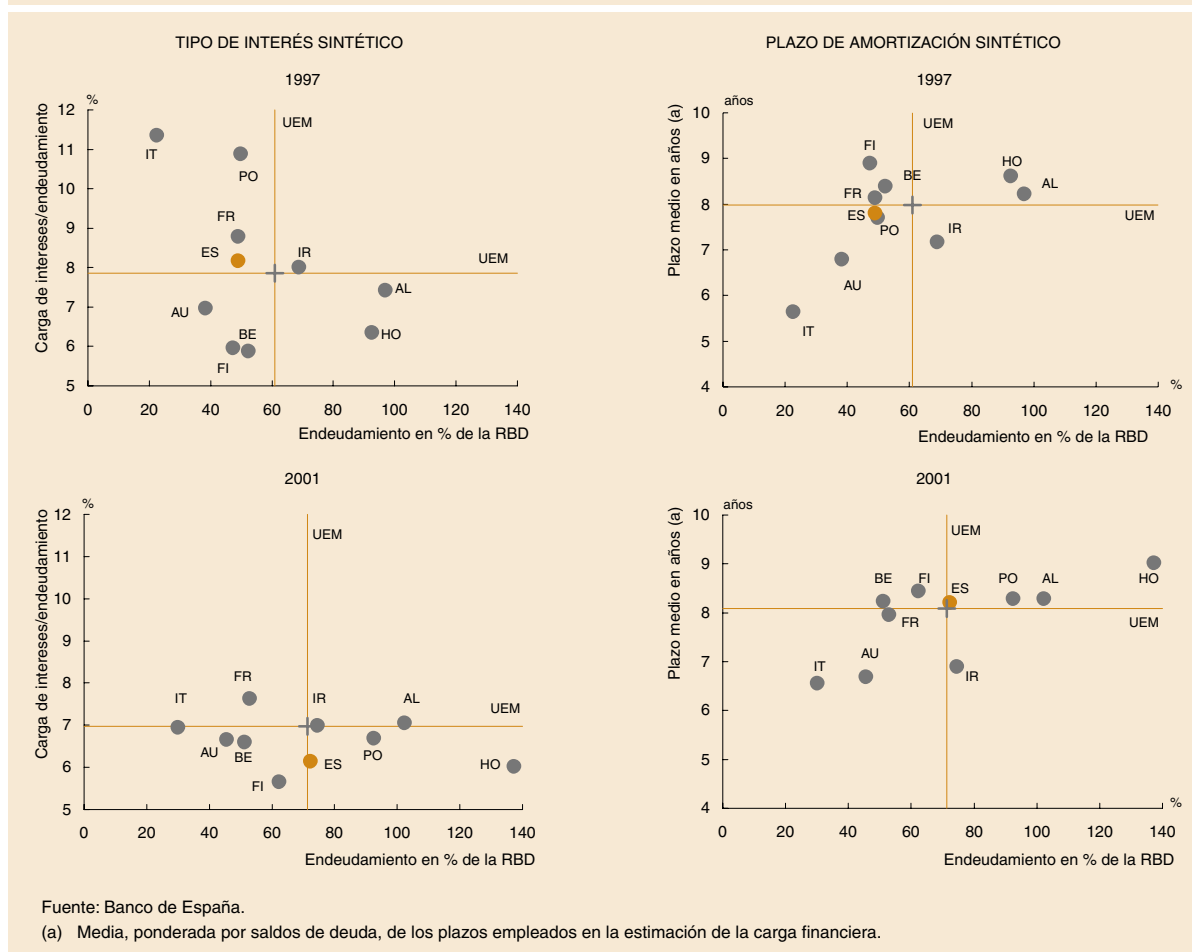 TIPO DE INTERÉS SINTÉTICO
1997
%
Carga de intereses/endeudamiento
12
11
10
9
8
7
6
5
UEM
IT
PO
FR
ES
IR
UEM
AU
AL
BE
HO
FI
0 20 40 60 80 100 120 140
Endeudamiento en % de la RBD
PLAZO DE AMORTIZACIÓN SINTÉTICO
1997
años
Plazo medio en años (a)
10
9
8
7
6
5
4
UEM
FI
BE
HO
FR
AL
ES
UEM
PO
IR
AU
IT
%
0 20 40 60 80 100 120 140
Endeudamiento en % de la RBD
2001
%
Carga de intereses/endeudamiento
12
11
10
9
8
7
6
5
UEM
FR
IT
IR
AL
UEM
AU
BE
PO
ES
HO
FI
0 20 40 60 80 100 120 140
Endeudamiento en % de la RBD
2001
años
Plazo medio en años (a)
10
9
8
7
6
5
4
UEM
BE
FI
ES
PO
AL
HO
FR
UEM
IT
AU
IR
%
0 20 40 60 80 100 120 140
Endeudamiento en % de la RBD
Fuente: Banco de España.
(a) Media, ponderada por saldos de deuda, de los plazos empleados en la estimación de la carga financiera.